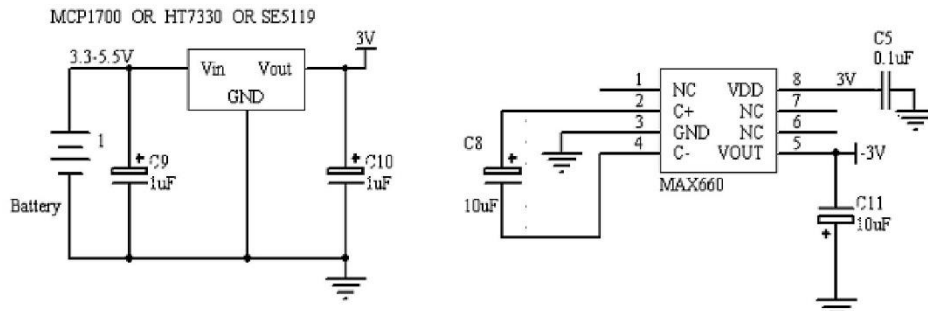 MCP1700 OR HT7330 OR SE5119
3V
3.3-5.5V
Vin Vout
GND
1
Battery
+
C9
1uF
+
C10
1uF
C5
0.1uF
3V
1 NC VDD 8
2 C+ NC 7
3 GND NC 6
4 C- VOUT 5
MAX660
C8
+
10uF
-3V
C11
10uF
+